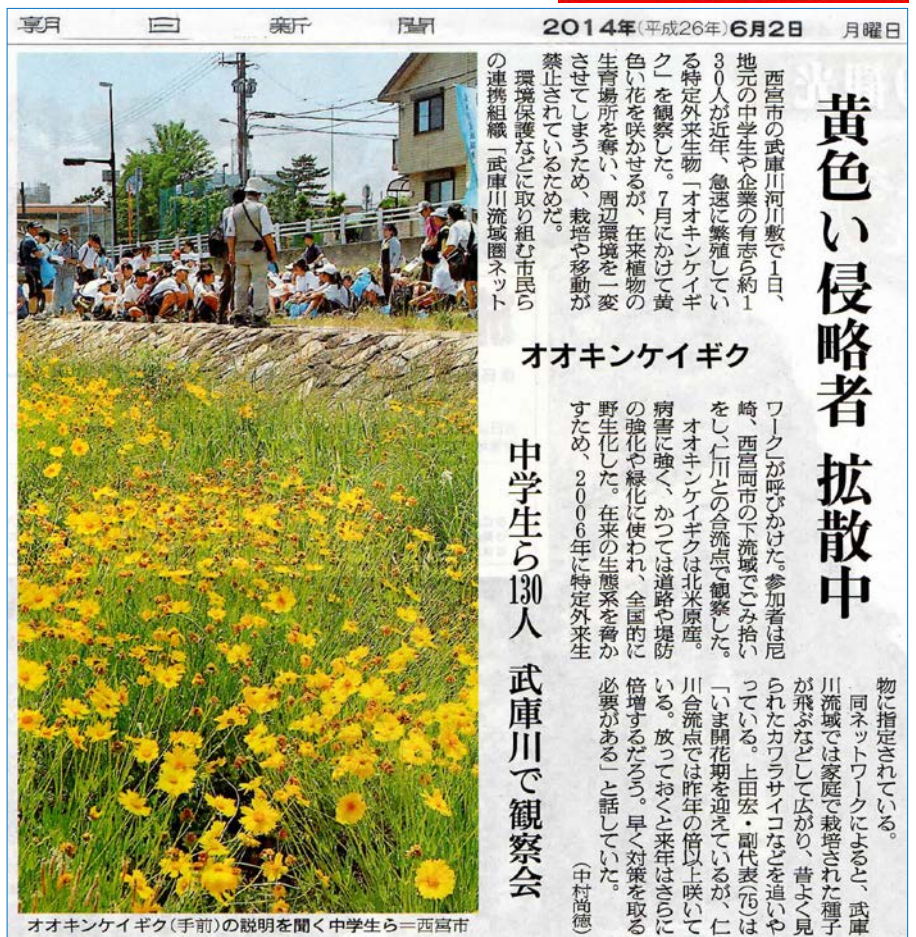 朝日新聞 2014年(平成26年)6月2日 月曜日
黄色い侵略者 拡散中
オオキンケイギク
中学生ら130人 武庫川で観察会
西宮市の武庫川河川敷で1日、
地元の中学生や企業の有志ら約1
30人が近年、急速に繁殖してい
る特定外来生物「オオキンケイギ
ク」を観察した。7月にかけて黄
色い花を咲かせるが、在来植物の
生育場所を奪い、周辺環境を一変
させてしまうため、栽培や移動が
禁止されているためだ。
環境保護などに取り組む市民ら
の連携組織「武庫川流域圏ネット
ワーク」が呼びかけた。参加者は尼
崎、西宮両市の下流域でごみ拾い
をし、仁川との合流点で観察した。
オオキンケイギクは北米原産。
病害に強く、かつては道路や堤防
の強化や緑化に使われ、全国的に
野生化した。在来の生態系を脅か
すため、2006年に特定外来生
物に指定されている。
同ネットワークによると、武庫
川流域では家庭で栽培された種子
が飛ぶなどして広がり、昔よく見
られたカワラサイコなどを追いや
っている。上田宏・副代表(75)は
「いま開花期を迎えているが、仁
川合流点では昨年の倍以上咲いて
いる。放っておくと来年はさらに
倍増するだろう。早く対策を取る
必要がある」と話していた。
(中村尚徳)
オオキンケイギク(手前)の説明を聞く中学生ら=西宮市